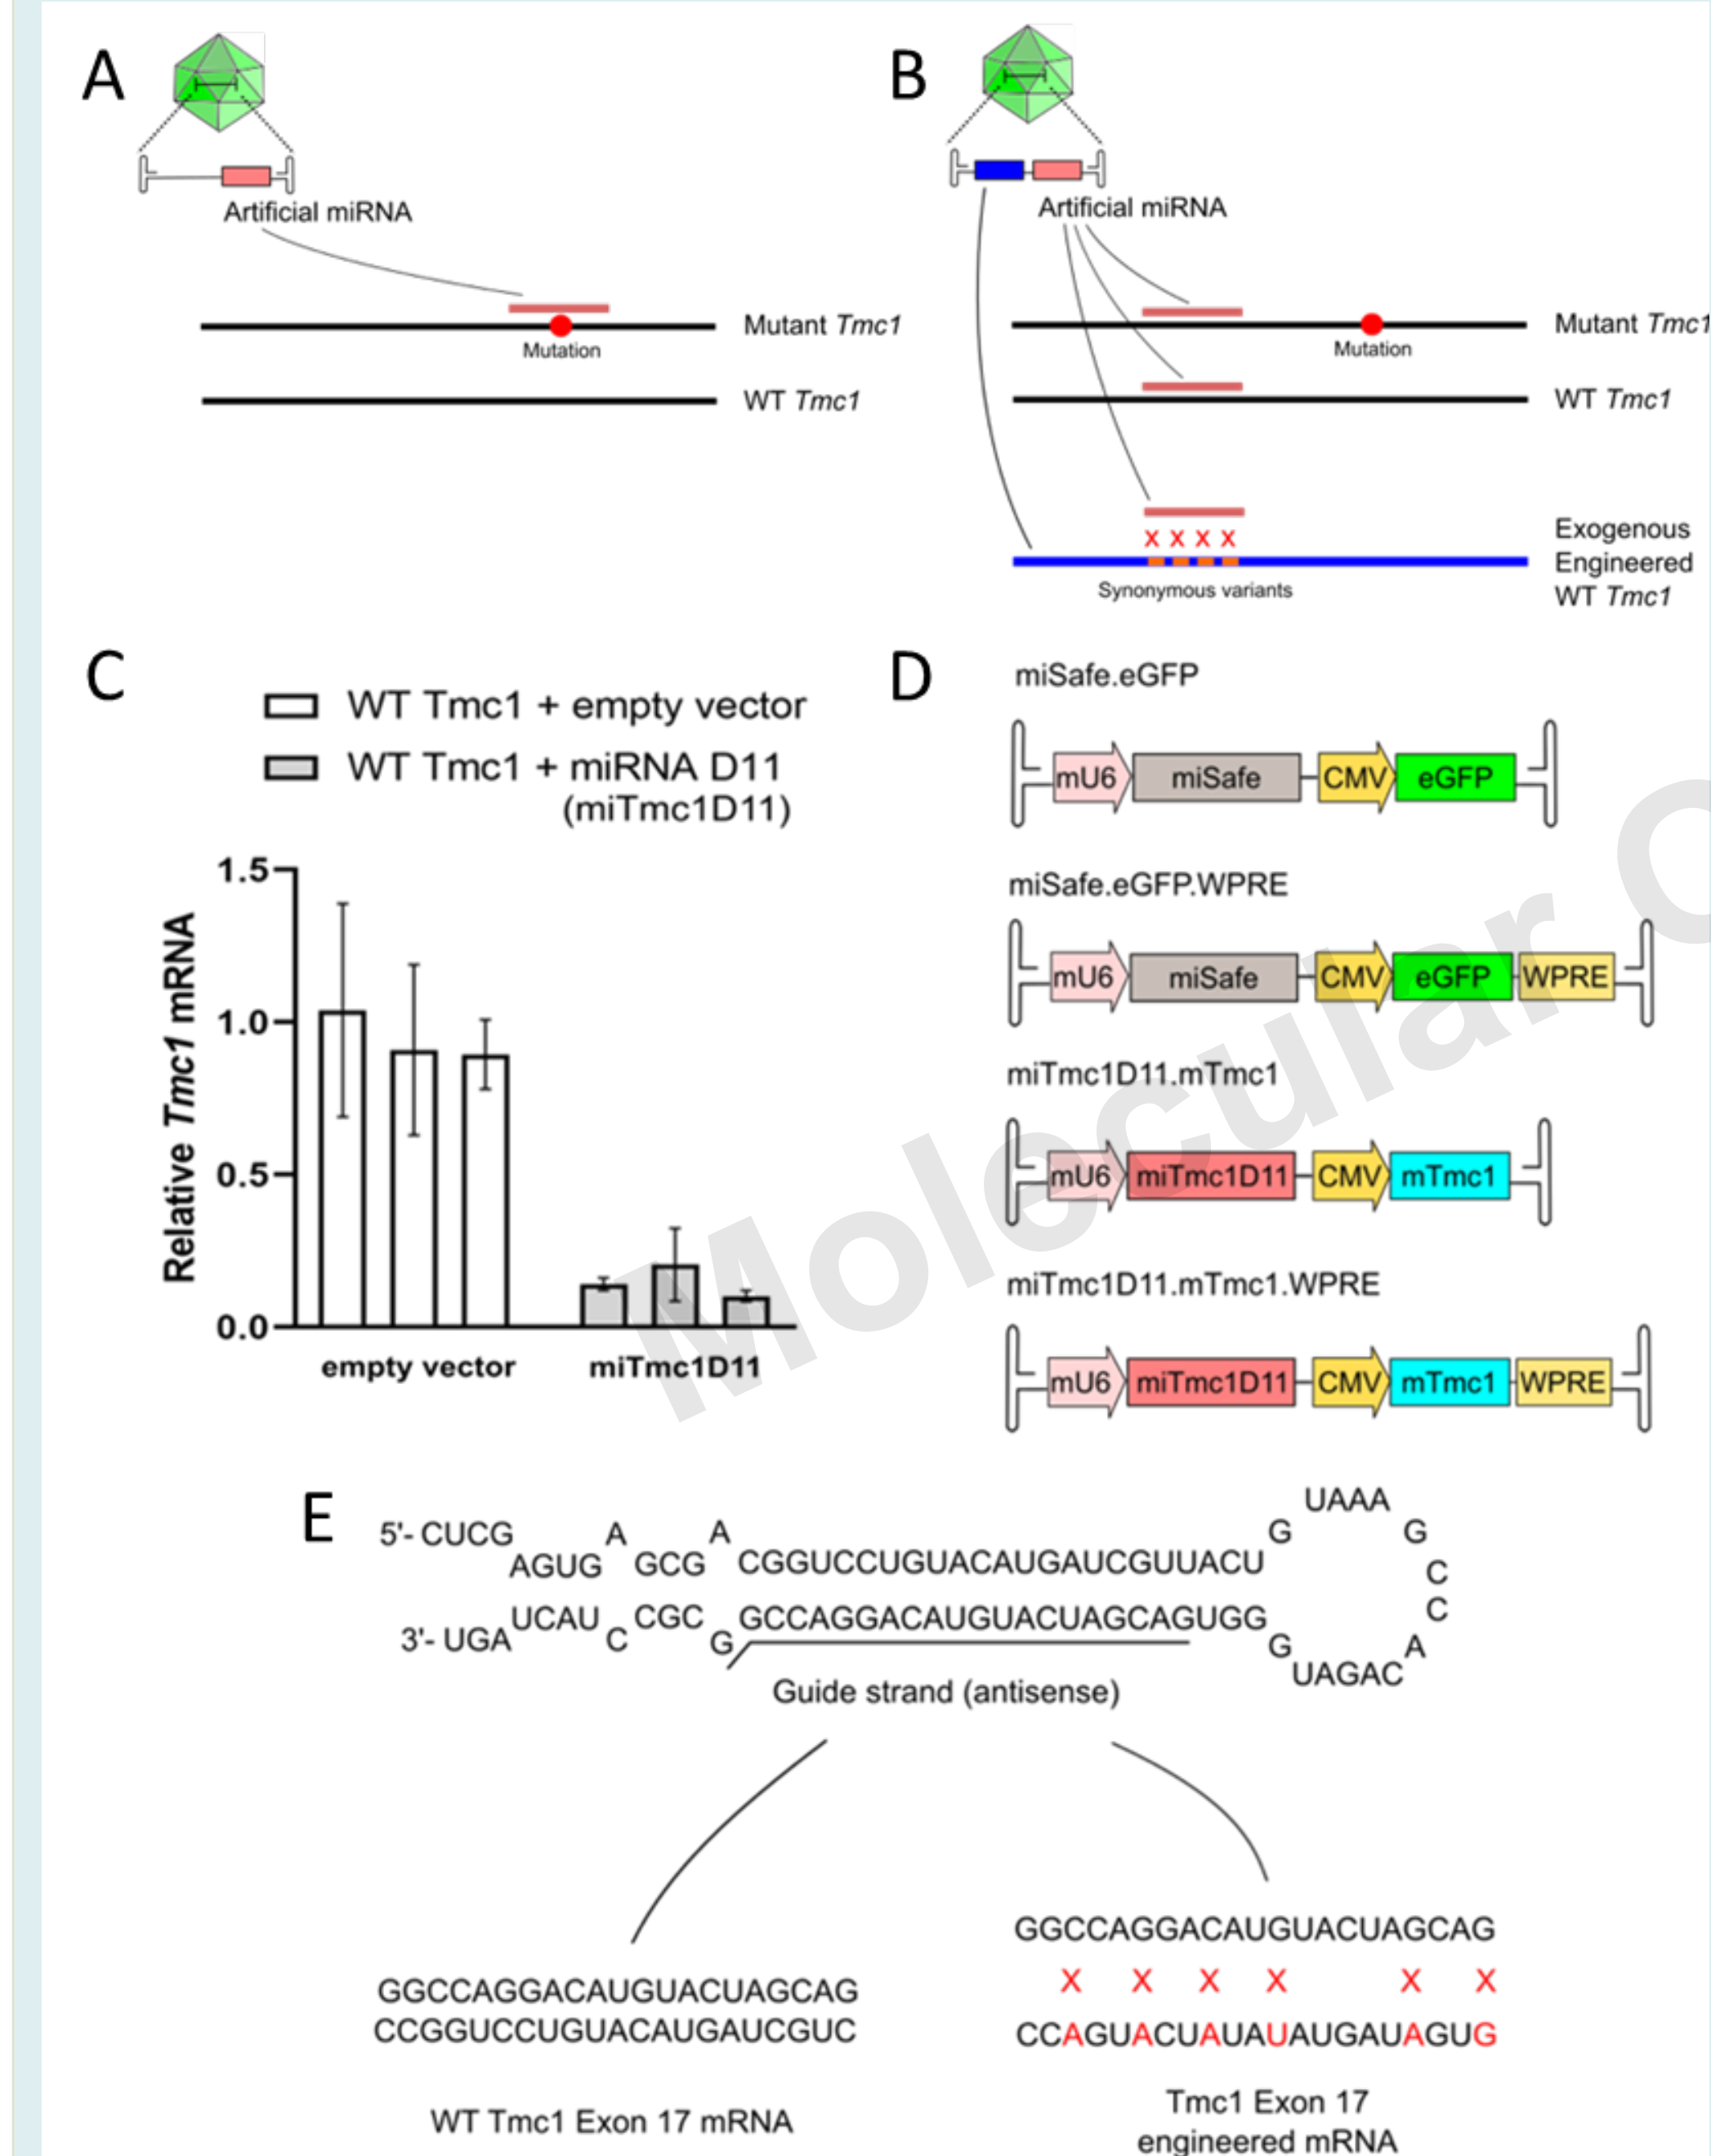 A
Artificial miRNA
Mutant Tmc1
Mutation
WT Tmc1
B
Artificial miRNA
Mutant Tmc1
Mutation
WT Tmc1
X X X X
Exogenous
Engineered
WT Tmc1
Synonymous variants
C
WT Tmc1 + empty vector
WT Tmc1 + miRNA D11
(miTmc1D11)
Relative Tmc1 mRNA
1.5
1.0
0.5
0.0
empty vector
miTmc1D11
D
miSafe.eGFP
mU6 miSafe CMV eGFP
miSafe.eGFP.WPRE
mU6 miSafe CMV eGFP WPRE
miTmc1D11.mTmc1
mU6 miTmc1D11 CMV mTmc1
miTmc1D11.mTmc1.WPRE
mU6 miTmc1D11 CMV mTmc1 WPRE
Molecular
E
5'- CUCG AGUG A GCG A CGGUCCUGUACAUGAUCGUUACU G UAAA G C C
3'- UGA UCAU C CGC G GCCAGGACAUGUACUAGCAGUGG G UAGAC A
Guide strand (antisense)
GGCCAGGACAUGUACUAGCAG
CCGGUCCUGUACAUGAUCGUC
WT Tmc1 Exon 17 mRNA
GGCCAGGACAUGUACUAGCAG
X X X X X X
CCAGUACUAUAUAUGAUAGUG
Tmc1 Exon 17
engineered mRNA